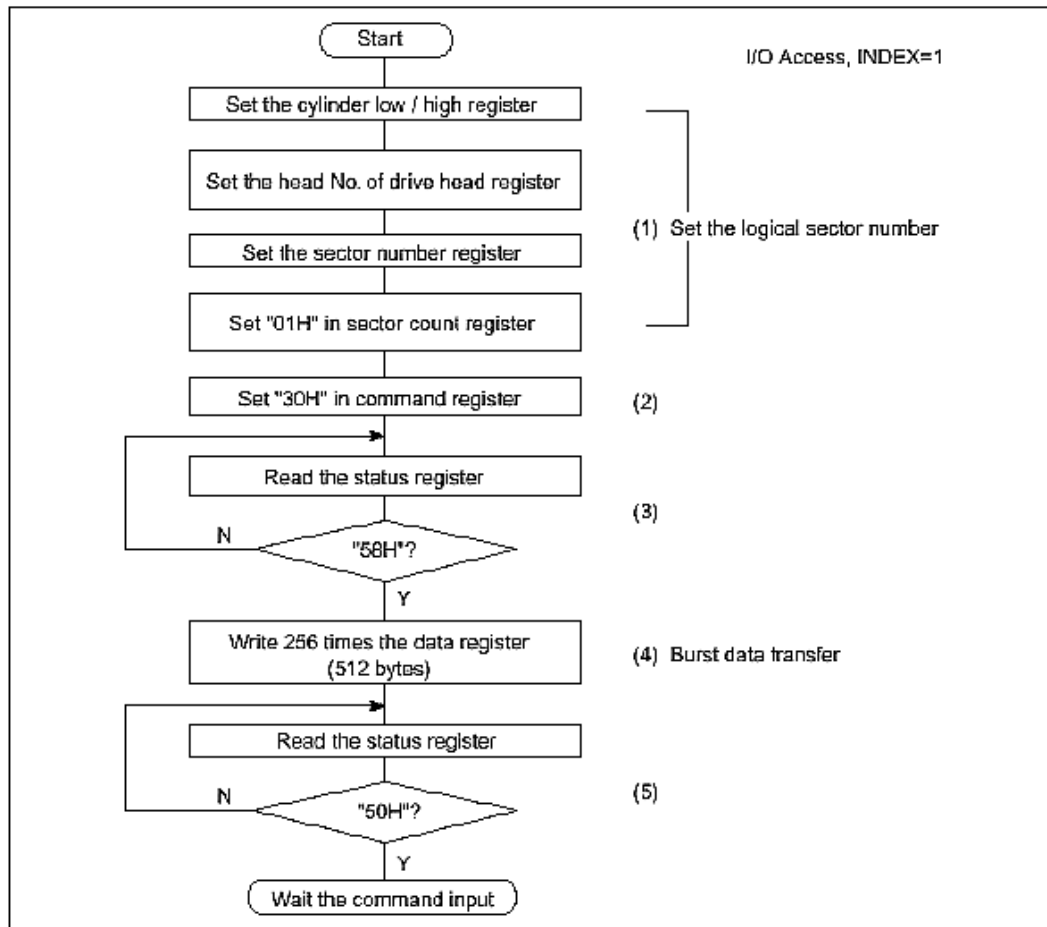 Start
I/O Access, INDEX=1
Set the cylinder low / high register
Set the head No. of drive head register
(1) Set the logical sector number
Set the sector number register
Set "01H" in sector count register
Set "30H" in command register
(2)
Read the status register
(3)
N
"58H"?
Y
Write 256 times the data register
(512 bytes)
(4) Burst data transfer
Read the status register
N
"50H"?
(5)
Y
Wait the command input